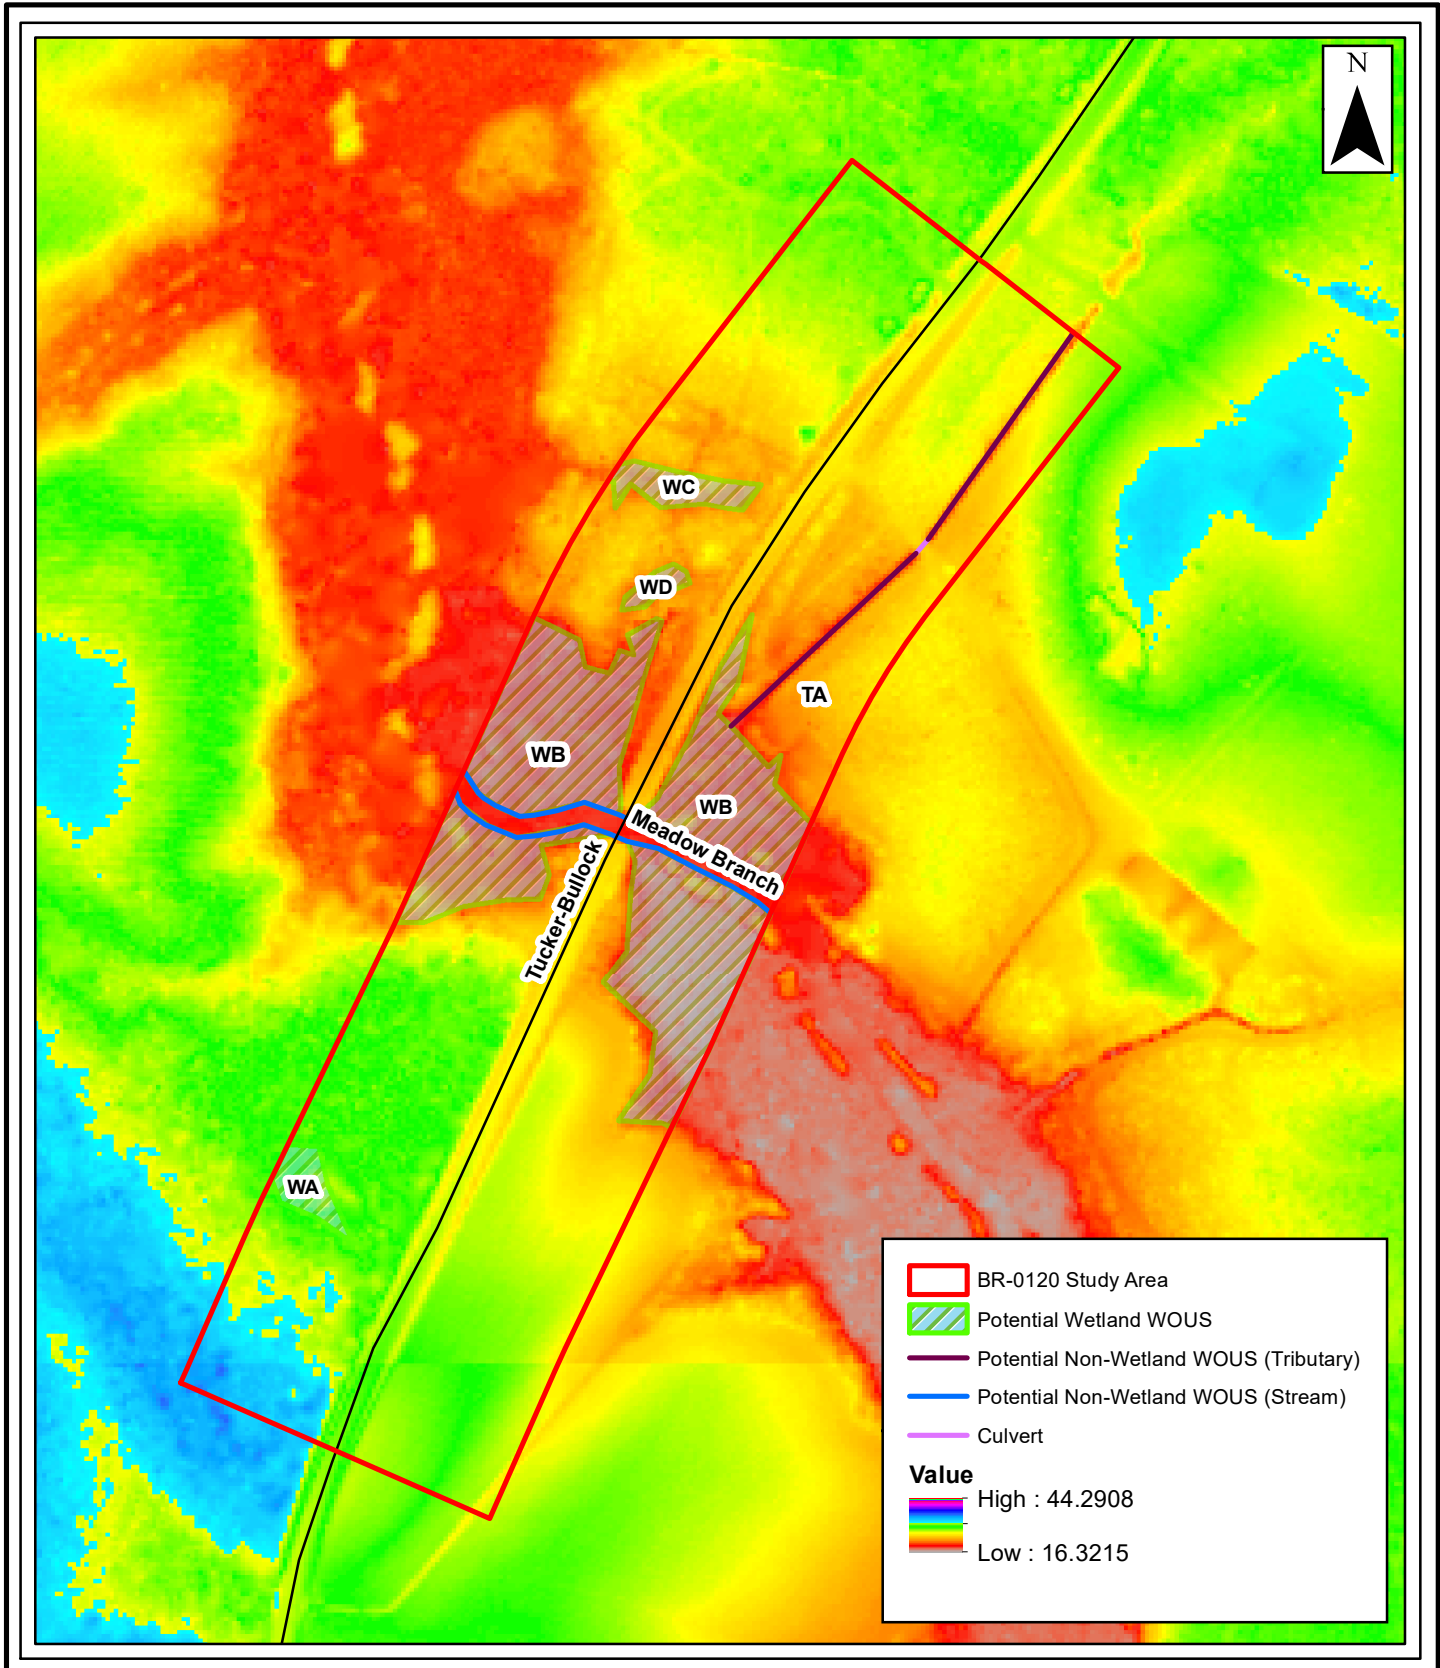 N
WC
WD
TA
WB
WB
Meadow Branch
Tucker-Bullock
WA
BR-0120 Study Area
Potential Wetland WOUS
Potential Non-Wetland WOUS (Tributary)
Potential Non-Wetland WOUS (Stream)
Culvert
Value
High : 44.2908
Low : 16.3215